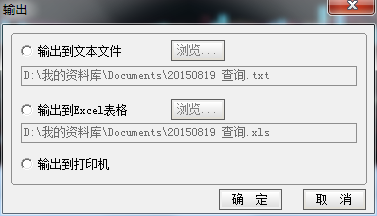 输出
输出到文本文件 浏览...
D:\我的资料库\Documents\20150819 查询.txt
输出到Excel表格 浏览...
D:\我的资料库\Documents\20150819 查询.xls
输出到打印机
确 定 取 消